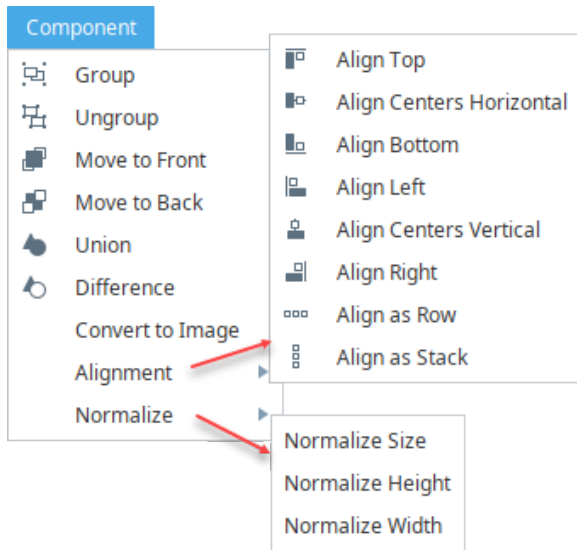 Component
Group
Ungroup
Move to Front
Move to Back
Union
Difference
Convert to Image
Alignment
Normalize
Align Top
Align Centers Horizontal
Align Bottom
Align Left
Align Centers Vertical
Align Right
Align as Row
Align as Stack
Normalize Size
Normalize Height
Normalize Width